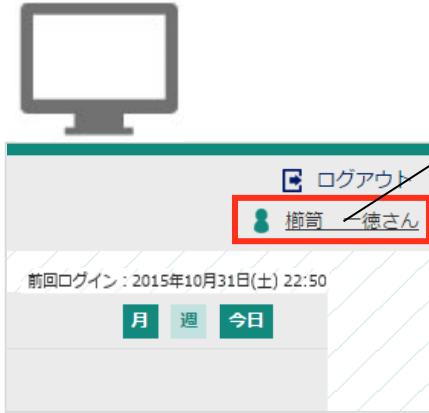 ログアウト
櫛笥 一徳さん
前回ログイン：2015年10月31日(土) 22:50
月 週 今日